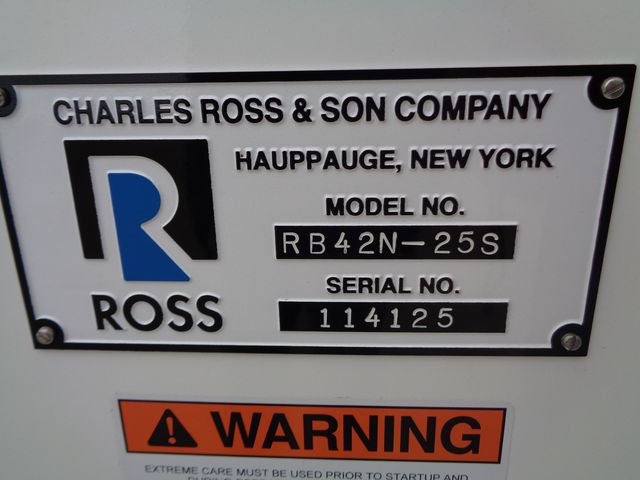 CHARLES ROSS & SON COMPANY
HAUPPAUGE, NEW YORK
R
ROSS
MODEL NO.
RB42N-25S
SERIAL NO.
114125
WARNING
EXTREME CARE MUST BE USED PRIOR TO STARTUP AND